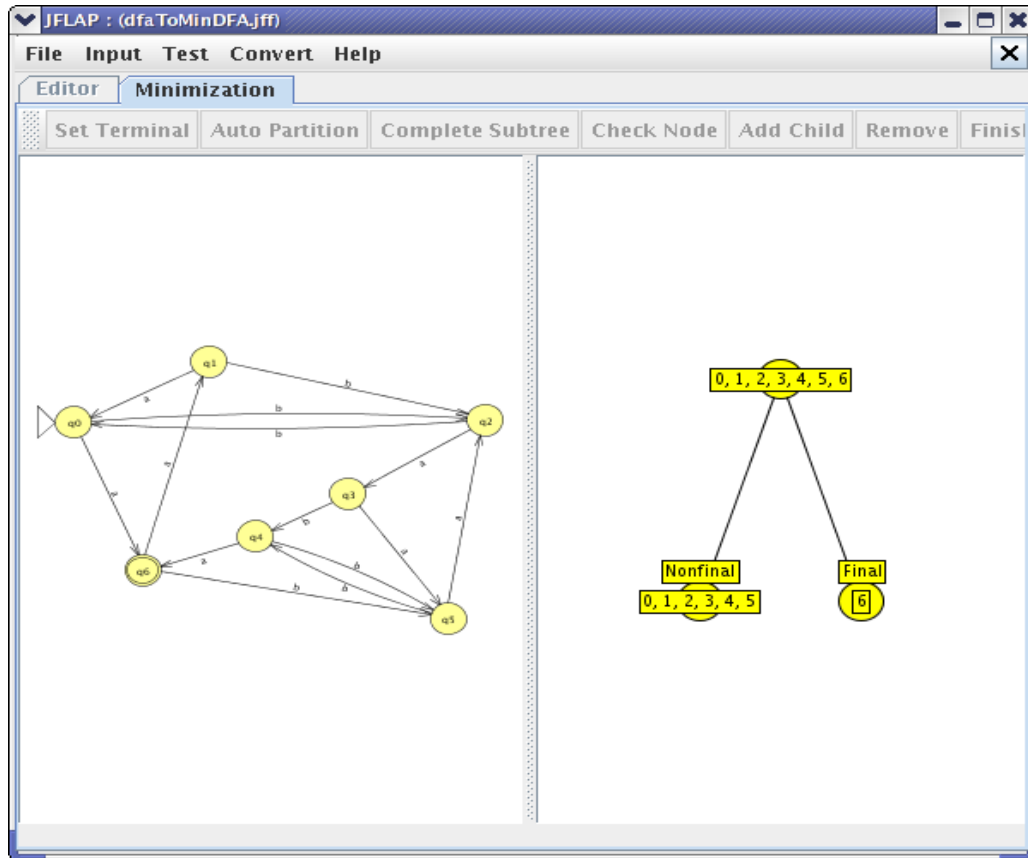 JFLAP : (dfaToMinDFA.jff)
File Input Test Convert Help
Editor Minimization
Set Terminal Auto Partition Complete Subtree Check Node Add Child Remove Finis
q1
a
b
q0
b
b
q2
a
a
a
q3
b
a
a
q4
a
b
b
b
q6
q5
0, 1, 2, 3, 4, 5, 6
Nonfinal
Final
0, 1, 2, 3, 4, 5
6